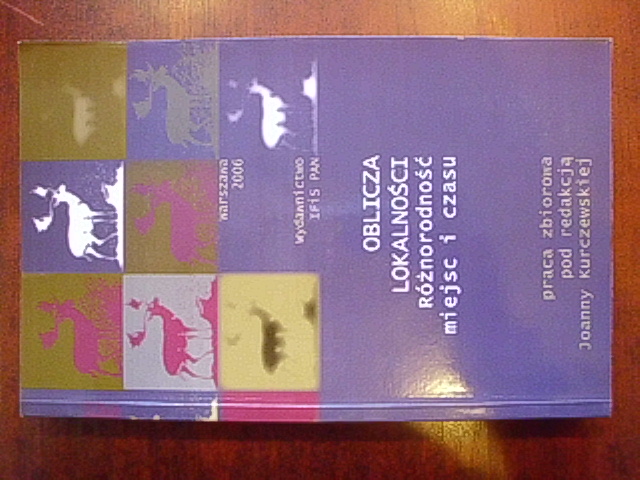 praca zbiorowa
pod redakcją
Joanny Kurczewskiej
OBLICZA
LOKALNOŚCI
Różnorodność
miejsc i czasu
Wydawnictwo
IFiS PAN
Warszawa
2006